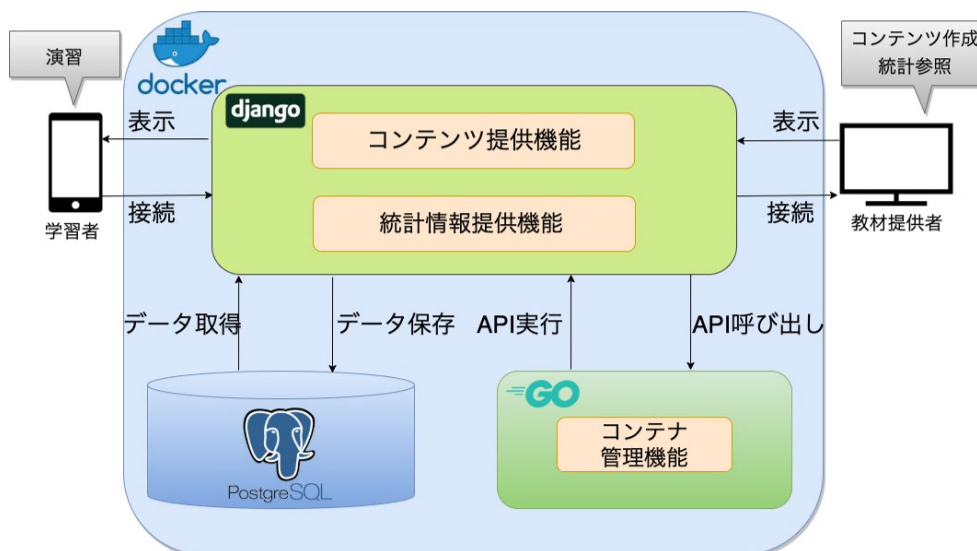 演習
docker
コンテンツ作成
統計参照
django
表示
コンテンツ提供機能
表示
接続
統計情報提供機能
接続
学習者
教材提供者
データ取得
データ保存
API実行
API呼び出し
GO
コンテナ
管理機能
PostgreSQL